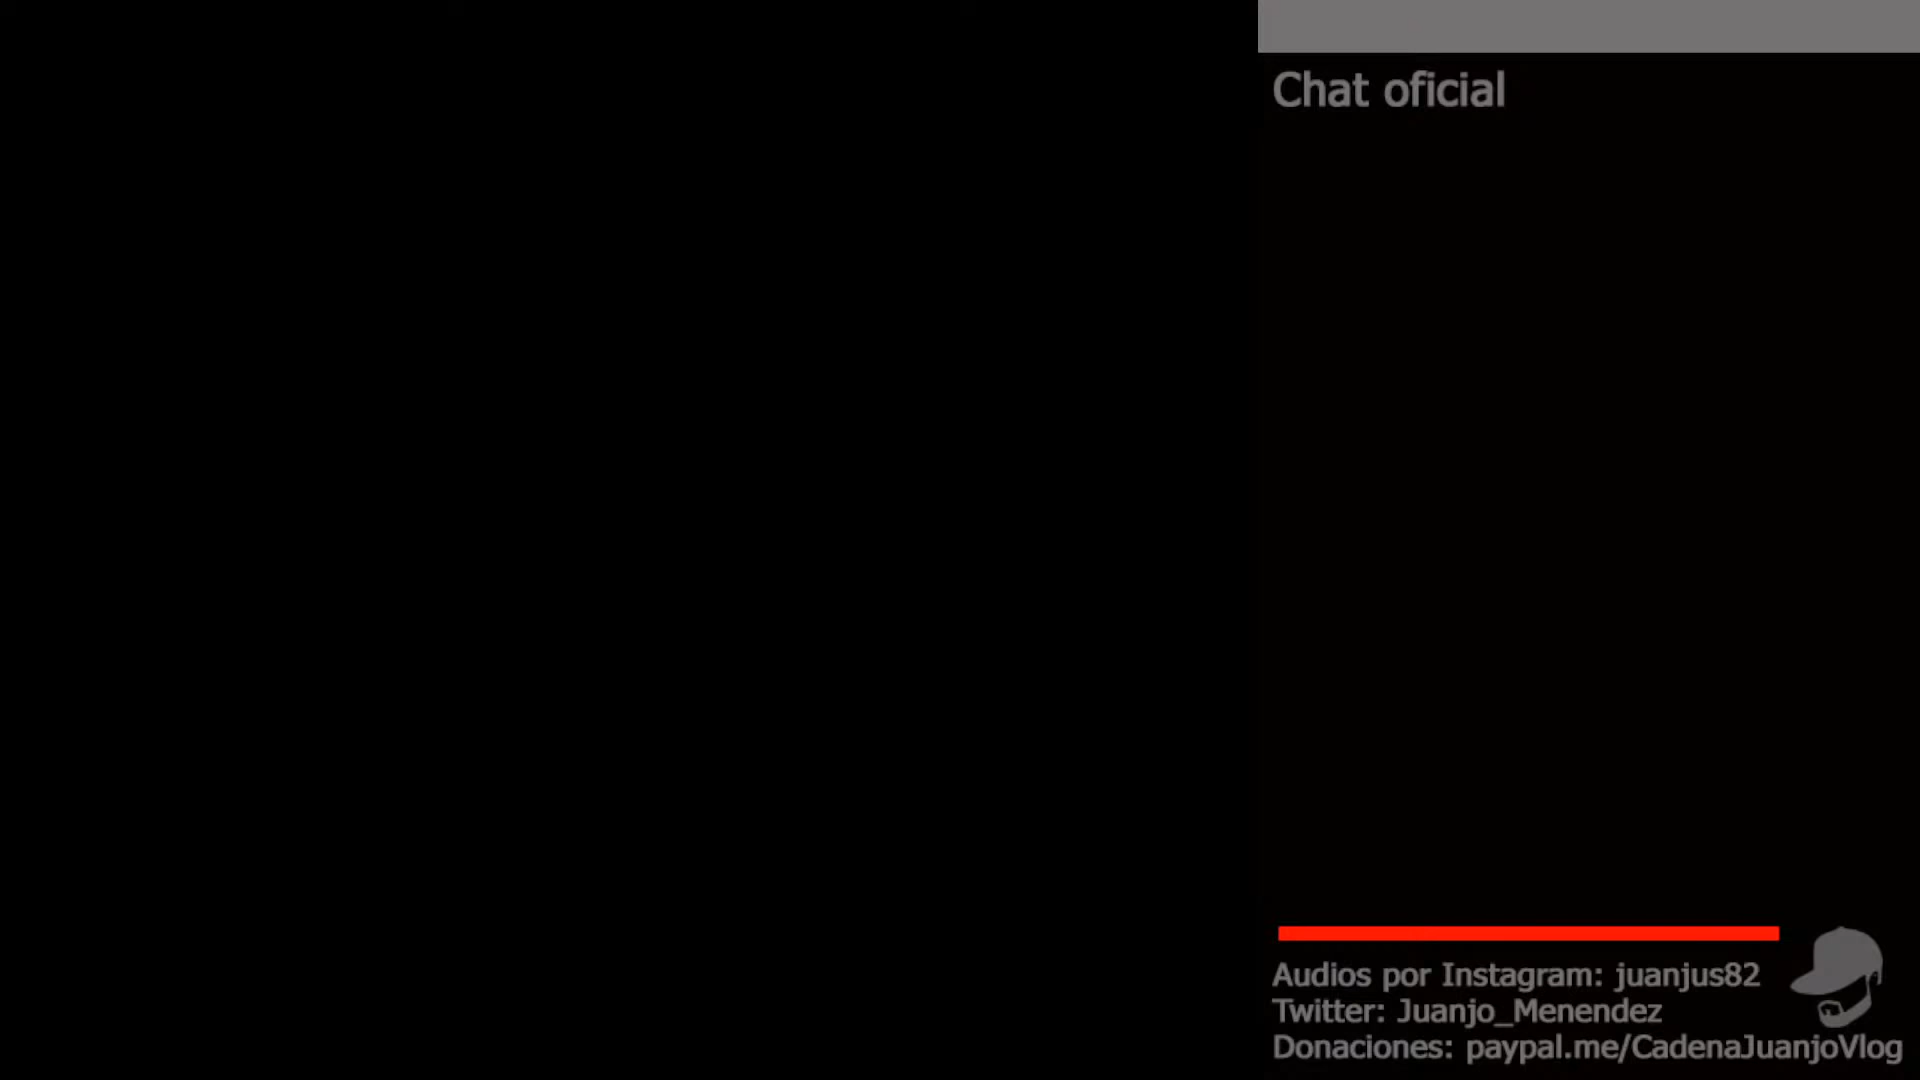 Chat oficial
Audios por Instagram: juanjus82
Twitter: Juanjo_Menendez
Donaciones: paypal.me/CadenaJuanjoVlog